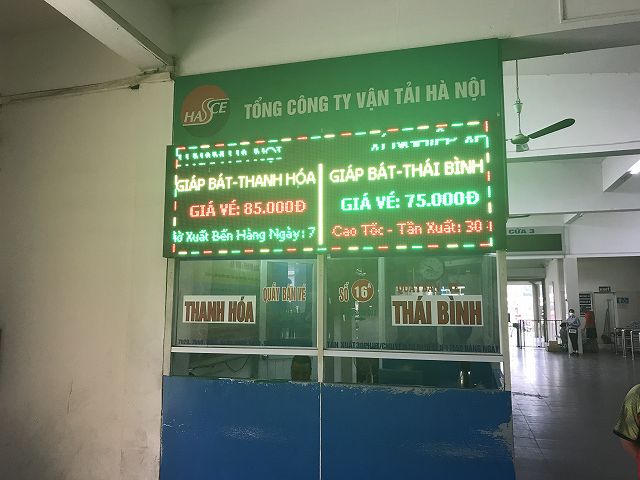 HASCE
TỔNG CÔNG TY VẬN TẢI HÀ NỘI
GIÁP BÁT-THANH HÓA
GIÁ VÉ: 85.000Đ
Xuất Bến Hàng Ngày: 7
GIÁP BÁT-THÁI BÌNH
GIÁ VÉ: 75.000Đ
Cao Tốc - Tần Xuất: 30
CỬA 3
QUẦY BÁN VÉ
SỐ 16A
THANH HÓA
THÁI BÌNH